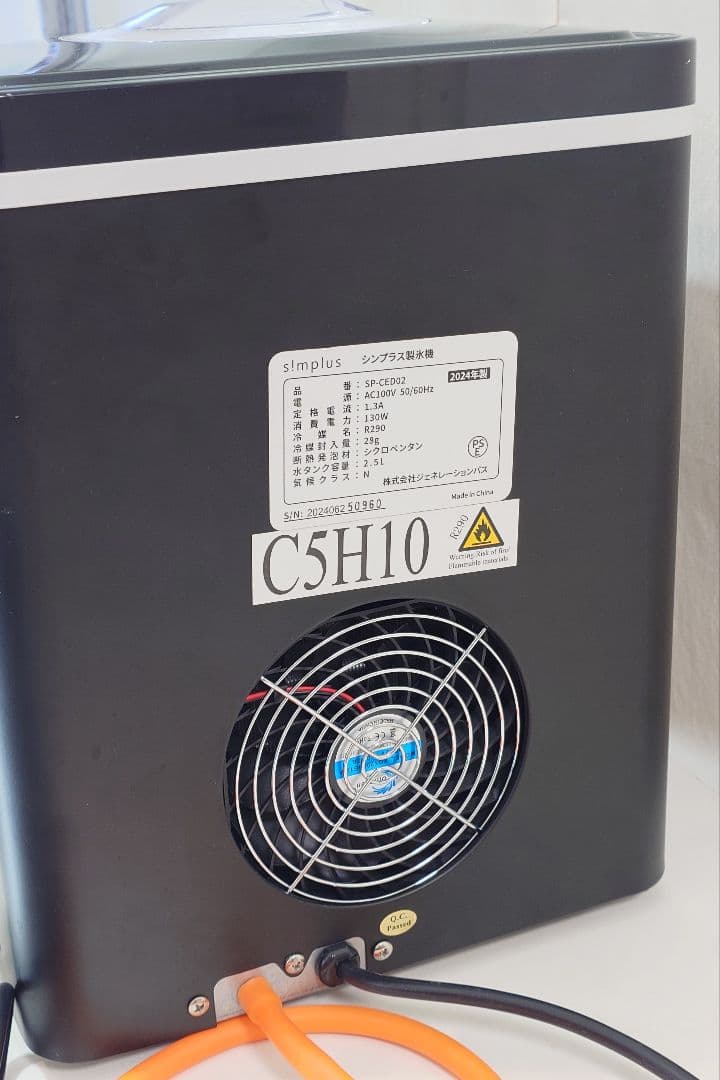 s!mplus シンプラス製氷機
品番：SP-CED02 2024年製
電源：AC100V 50/60Hz
定格電流：1.3A
消費電力：130W
冷媒名：R290
冷媒封入量：28g
断熱発泡材：シクロペンタン
水タンク容量：2.5L
気候クラス：N
PSE
株式会社ジェネレーションパス
S/N: 20240625 0960
Made in China
C5H10
R290
Warning:Risk of fire/
Flammable materials
Q.C.
Passed